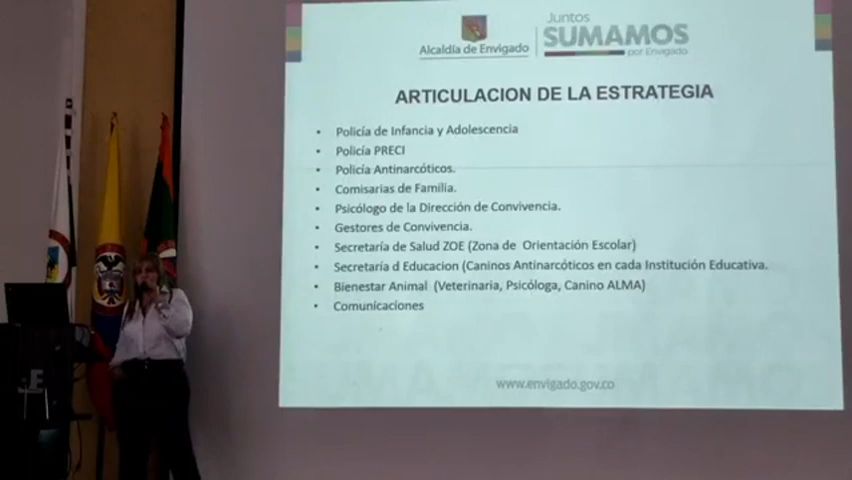 Juntos
SUMAMOS
por Envigado
Alcaldía de Envigado
ARTICULACION DE LA ESTRATEGIA
• Policía de Infancia y Adolescencia
• Policía PRECI
• Policía Antinarcóticos.
• Comisarias de Familia.
• Psicólogo de la Dirección de Convivencia.
• Gestores de Convivencia.
• Secretaría de Salud ZOE (Zona de Orientación Escolar)
• Secretaría d Educacion (Caninos Antinarcóticos en cada Institución Educativa.
• Bienestar Animal (Veterinaria, Psicóloga, Canino ALMA)
• Comunicaciones
www.envigado.gov.co